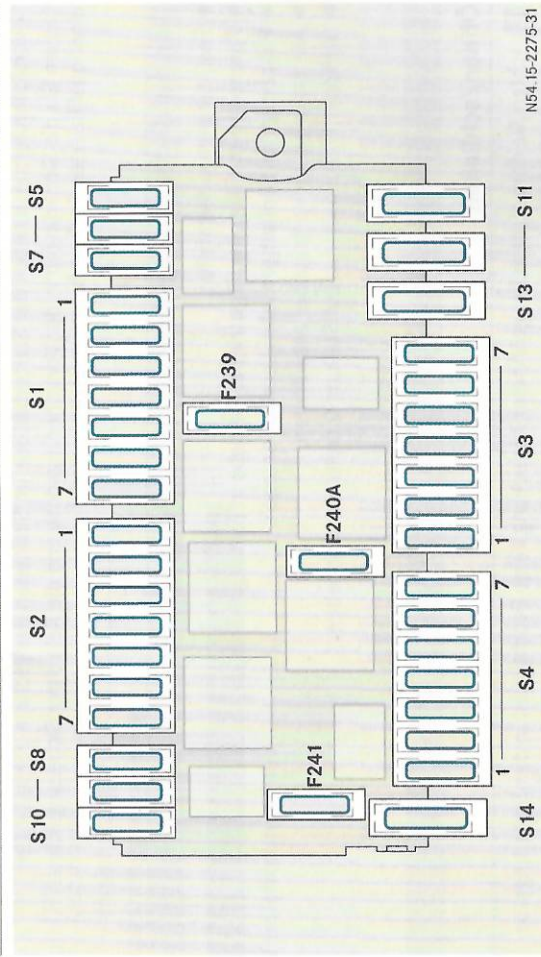 S10 — S8
S2
S1
S7 — S5
7 1
7 1
F239
F240A
F241
1 7
1 7
S14
S4
S3
S13 S11
N54.15-2275-31